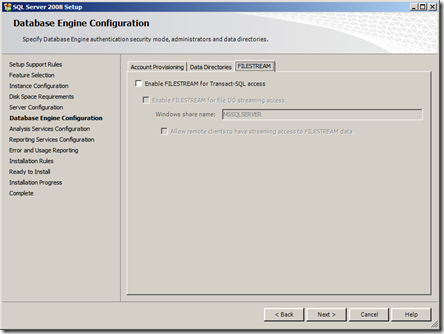 SQL Server 2008 Setup
Database Engine Configuration
Specify Database Engine authentication security mode, administrators and data directories.
Setup Support Rules
Feature Selection
Instance Configuration
Disk Space Requirements
Server Configuration
Database Engine Configuration
Analysis Services Configuration
Reporting Services Configuration
Error and Usage Reporting
Installation Rules
Ready to Install
Installation Progress
Complete
Account Provisioning Data Directories FILESTREAM
Enable FILESTREAM for Transact-SQL access
Enable FILESTREAM for file I/O streaming access
Windows share name: MSSQLSERVER
Allow remote clients to have streaming access to FILESTREAM data
< Back Next > Cancel Help